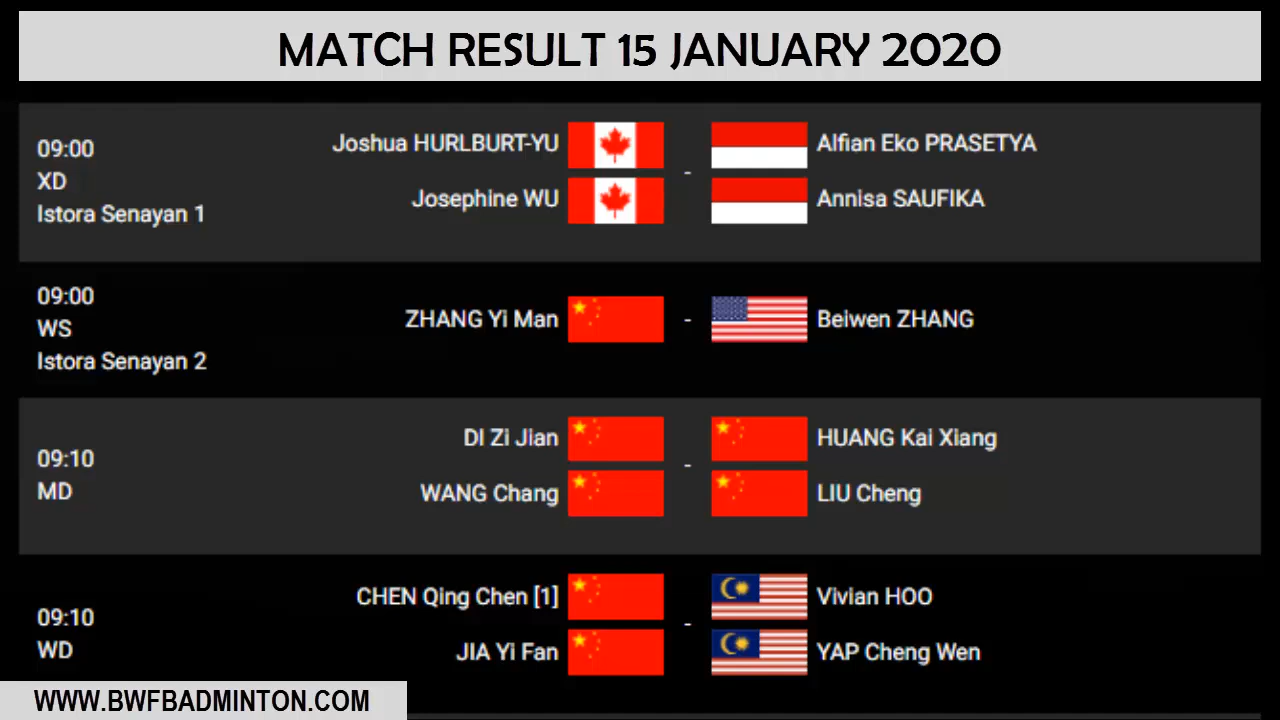 MATCH RESULT 15 JANUARY 2020
09:00
XD
Istora Senayan 1
Joshua HURLBURT-YU
Josephine WU
-
Alfian Eko PRASETYA
Annisa SAUFIKA
09:00
WS
Istora Senayan 2
ZHANG Yi Man
-
Beiwen ZHANG
09:10
MD
DI Zi Jian
WANG Chang
-
HUANG Kai Xiang
LIU Cheng
09:10
WD
CHEN Qing Chen [1]
JIA Yi Fan
-
Vivian HOO
YAP Cheng Wen
WWW.BWFBADMINTON.COM